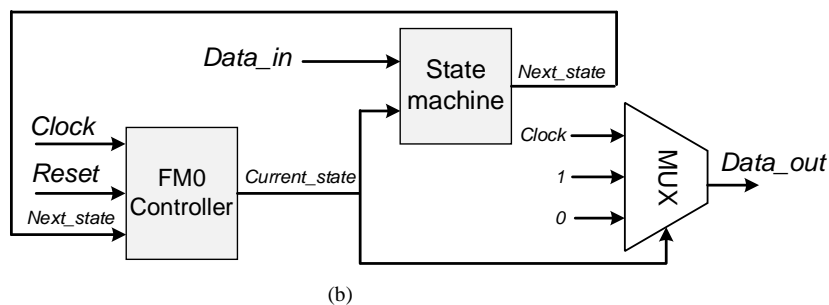 Data_in
State
machine
Next_state
Clock
Reset
Next_state
FM0
Controller
Current_state
Clock
1
0
MUX
Data_out
(b)